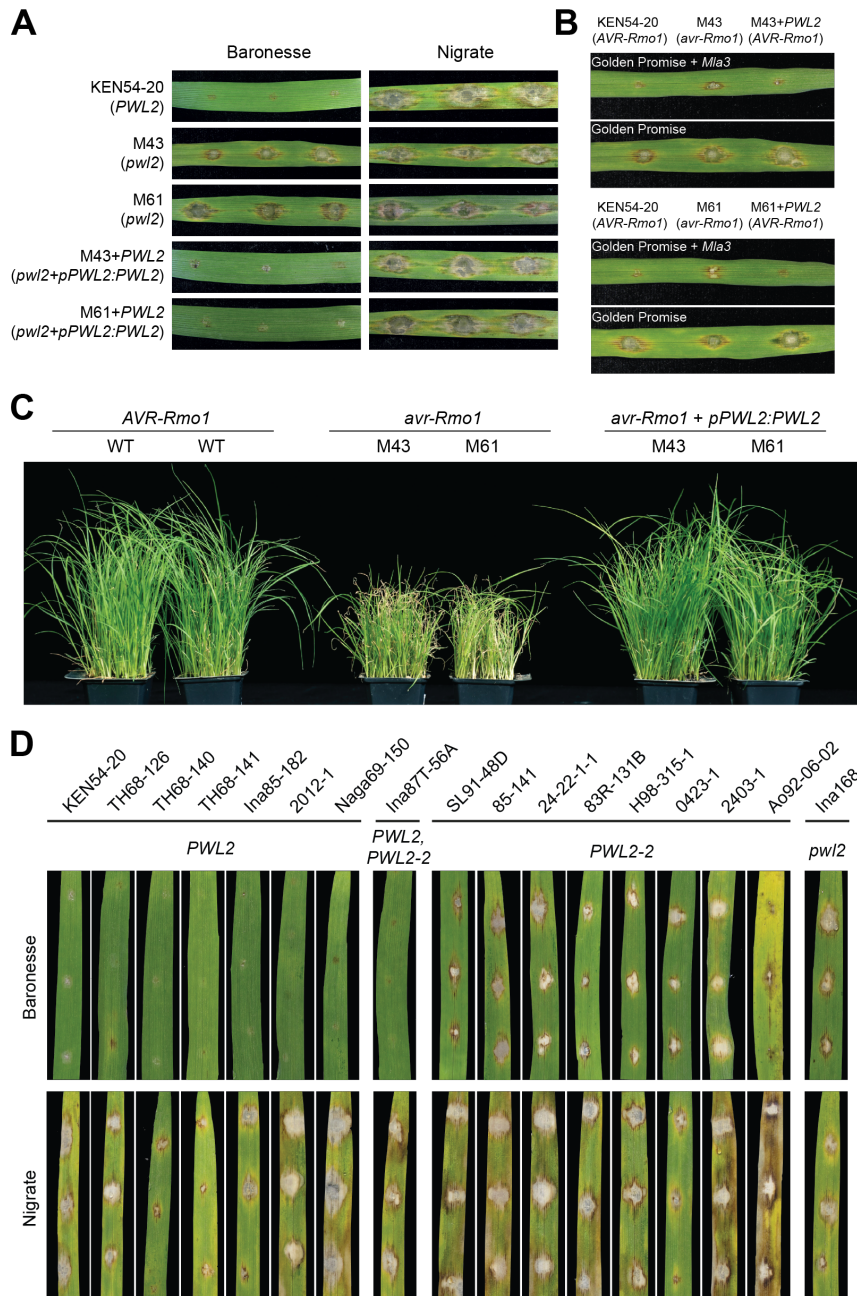 A
Baronesse
Nigrate
KEN54-20
(PWL2)
M43
(pwl2)
M61
(pwl2)
M43+PWL2
(pwl2+pPWL2:PWL2)
M61+PWL2
(pwl2+pPWL2:PWL2)
B
KEN54-20 M43 M43+PWL2
(AVR-Rmo1) (avr-Rmo1) (AVR-Rmo1)
Golden Promise + Mla3
Golden Promise
KEN54-20 M61 M61+PWL2
(AVR-Rmo1) (avr-Rmo1) (AVR-Rmo1)
Golden Promise + Mla3
Golden Promise
C
AVR-Rmo1 avr-Rmo1 avr-Rmo1 + pPWL2:PWL2
WT WT M43 M61 M43 M61
D
KEN54-20
TH68-126
TH68-140
TH68-141
Ina85-182
2012-1
Naga69-150
Ina87T-56A
SL91-48D
85-141
24-22-1-1
83R-131B
H98-315-1
0423-1
2403-1
Ao92-06-02
Ina168
PWL2
PWL2,
PWL2-2
PWL2-2
pwl2
Baronesse
Nigrate